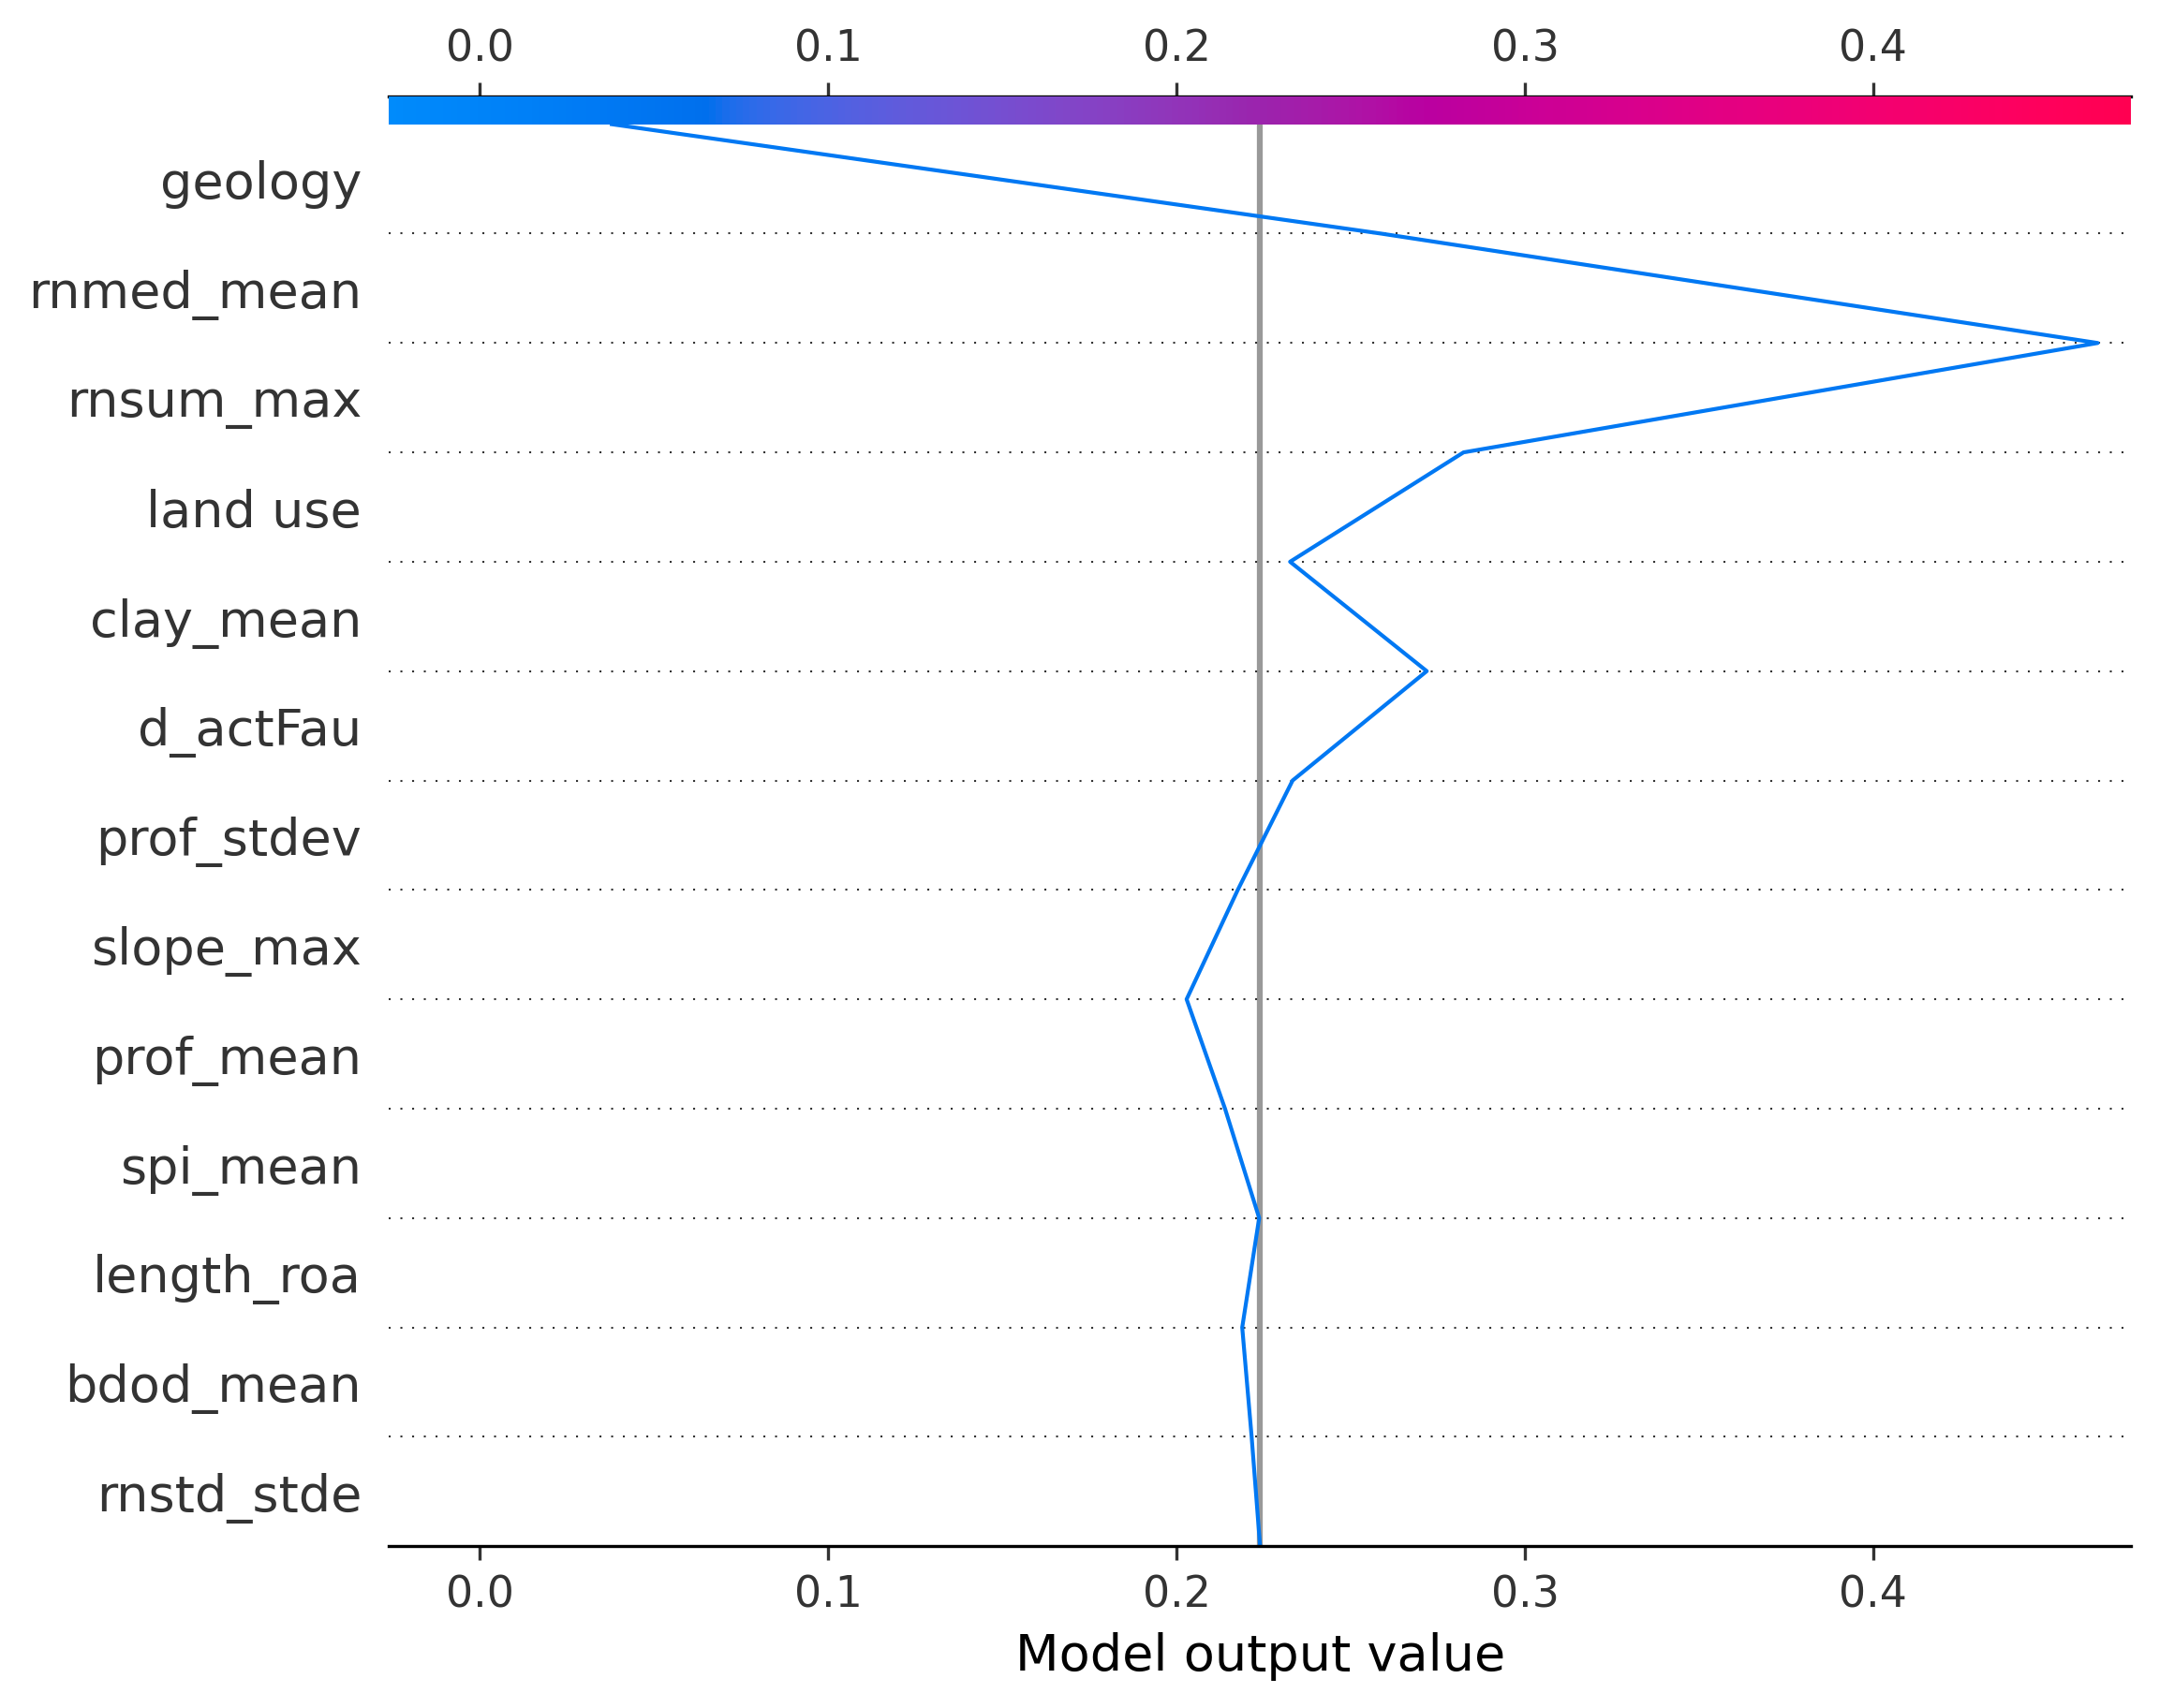 0.0 0.1 0.2 0.3 0.4
geology
rnmed_mean
rnsum_max
land use
clay_mean
d_actFau
prof_stdev
slope_max
prof_mean
spi_mean
length_roa
bdod_mean
rnstd_stde
0.0 0.1 0.2 0.3 0.4
Model output value